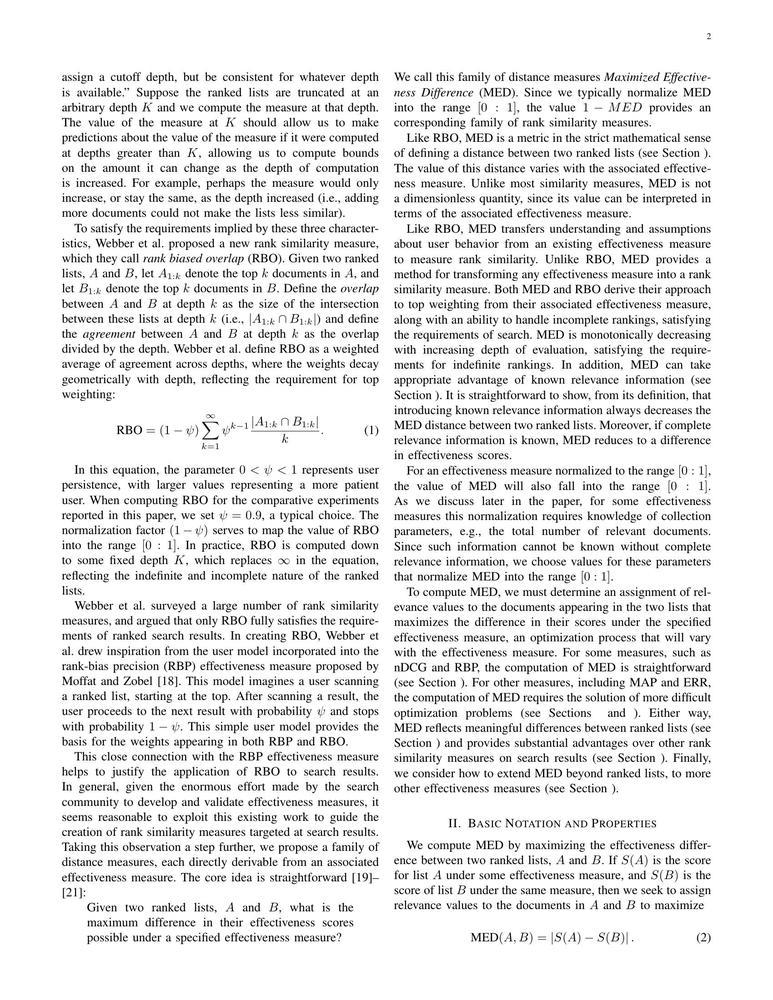 2
assign a cutoff depth, but be consistent for whatever depth
is available.” Suppose the ranked lists are truncated at an
arbitrary depth K and we compute the measure at that depth.
The value of the measure at K should allow us to make
predictions about the value of the measure if it were computed
at depths greater than K, allowing us to compute bounds
on the amount it can change as the depth of computation
is increased. For example, perhaps the measure would only
increase, or stay the same, as the depth increased (i.e., adding
more documents could not make the lists less similar).
To satisfy the requirements implied by these three character-
istics, Webber et al. proposed a new rank similarity measure,
which they call rank biased overlap (RBO). Given two ranked
lists, A and B, let A₁:ₖ denote the top k documents in A, and
let B₁:ₖ denote the top k documents in B. Define the overlap
between A and B at depth k as the size of the intersection
between these lists at depth k (i.e., |A₁:ₖ ∩ B₁:ₖ|) and define
the agreement between A and B at depth k as the overlap
divided by the depth. Webber et al. define RBO as a weighted
average of agreement across depths, where the weights decay
geometrically with depth, reflecting the requirement for top
weighting:
RBO = (1 − ψ) ∑_{k=1}^{∞} ψ^{k−1} |A₁:ₖ ∩ B₁:ₖ| / k. (1)
In this equation, the parameter 0 < ψ < 1 represents user
persistence, with larger values representing a more patient
user. When computing RBO for the comparative experiments
reported in this paper, we set ψ = 0.9, a typical choice. The
normalization factor (1 − ψ) serves to map the value of RBO
into the range [0 : 1]. In practice, RBO is computed down
to some fixed depth K, which replaces ∞ in the equation,
reflecting the indefinite and incomplete nature of the ranked
lists.
Webber et al. surveyed a large number of rank similarity
measures, and argued that only RBO fully satisfies the require-
ments of ranked search results. In creating RBO, Webber et
al. drew inspiration from the user model incorporated into the
rank-bias precision (RBP) effectiveness measure proposed by
Moffat and Zobel [18]. This model imagines a user scanning
a ranked list, starting at the top. After scanning a result, the
user proceeds to the next result with probability ψ and stops
with probability 1 − ψ. This simple user model provides the
basis for the weights appearing in both RBP and RBO.
This close connection with the RBP effectiveness measure
helps to justify the application of RBO to search results.
In general, given the enormous effort made by the search
community to develop and validate effectiveness measures, it
seems reasonable to exploit this existing work to guide the
creation of rank similarity measures targeted at search results.
Taking this observation a step further, we propose a family of
distance measures, each directly derivable from an associated
effectiveness measure. The core idea is straightforward [19]–
[21]:
Given two ranked lists, A and B, what is the
maximum difference in their effectiveness scores
possible under a specified effectiveness measure?
We call this family of distance measures Maximized Effective-
ness Difference (MED). Since we typically normalize MED
into the range [0 : 1], the value 1 − MED provides an
corresponding family of rank similarity measures.
Like RBO, MED is a metric in the strict mathematical sense
of defining a distance between two ranked lists (see Section ).
The value of this distance varies with the associated effective-
ness measure. Unlike most similarity measures, MED is not
a dimensionless quantity, since its value can be interpreted in
terms of the associated effectiveness measure.
Like RBO, MED transfers understanding and assumptions
about user behavior from an existing effectiveness measure
to measure rank similarity. Unlike RBO, MED provides a
method for transforming any effectiveness measure into a rank
similarity measure. Both MED and RBO derive their approach
to top weighting from their associated effectiveness measure,
along with an ability to handle incomplete rankings, satisfying
the requirements of search. MED is monotonically decreasing
with increasing depth of evaluation, satisfying the require-
ments for indefinite rankings. In addition, MED can take
appropriate advantage of known relevance information (see
Section ). It is straightforward to show, from its definition, that
introducing known relevance information always decreases the
MED distance between two ranked lists. Moreover, if complete
relevance information is known, MED reduces to a difference
in effectiveness scores.
For an effectiveness measure normalized to the range [0 : 1],
the value of MED will also fall into the range [0 : 1].
As we discuss later in the paper, for some effectiveness
measures this normalization requires knowledge of collection
parameters, e.g., the total number of relevant documents.
Since such information cannot be known without complete
relevance information, we choose values for these parameters
that normalize MED into the range [0 : 1].
To compute MED, we must determine an assignment of rel-
evance values to the documents appearing in the two lists that
maximizes the difference in their scores under the specified
effectiveness measure, an optimization process that will vary
with the effectiveness measure. For some measures, such as
nDCG and RBP, the computation of MED is straightforward
(see Section ). For other measures, including MAP and ERR,
the computation of MED requires the solution of more difficult
optimization problems (see Sections and ). Either way,
MED reflects meaningful differences between ranked lists (see
Section ) and provides substantial advantages over other rank
similarity measures on search results (see Section ). Finally,
we consider how to extend MED beyond ranked lists, to more
other effectiveness measures (see Section ).
II. BASIC NOTATION AND PROPERTIES
We compute MED by maximizing the effectiveness differ-
ence between two ranked lists, A and B. If S(A) is the score
for list A under some effectiveness measure, and S(B) is the
score of list B under the same measure, then we seek to assign
relevance values to the documents in A and B to maximize
MED(A, B) = |S(A) − S(B)| . (2)